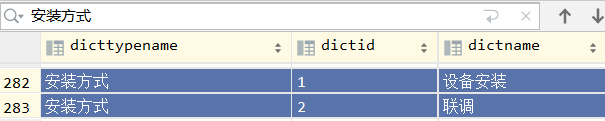 安装方式
dicttypename dictid dictname
282 安装方式 1 设备安装
283 安装方式 2 联调